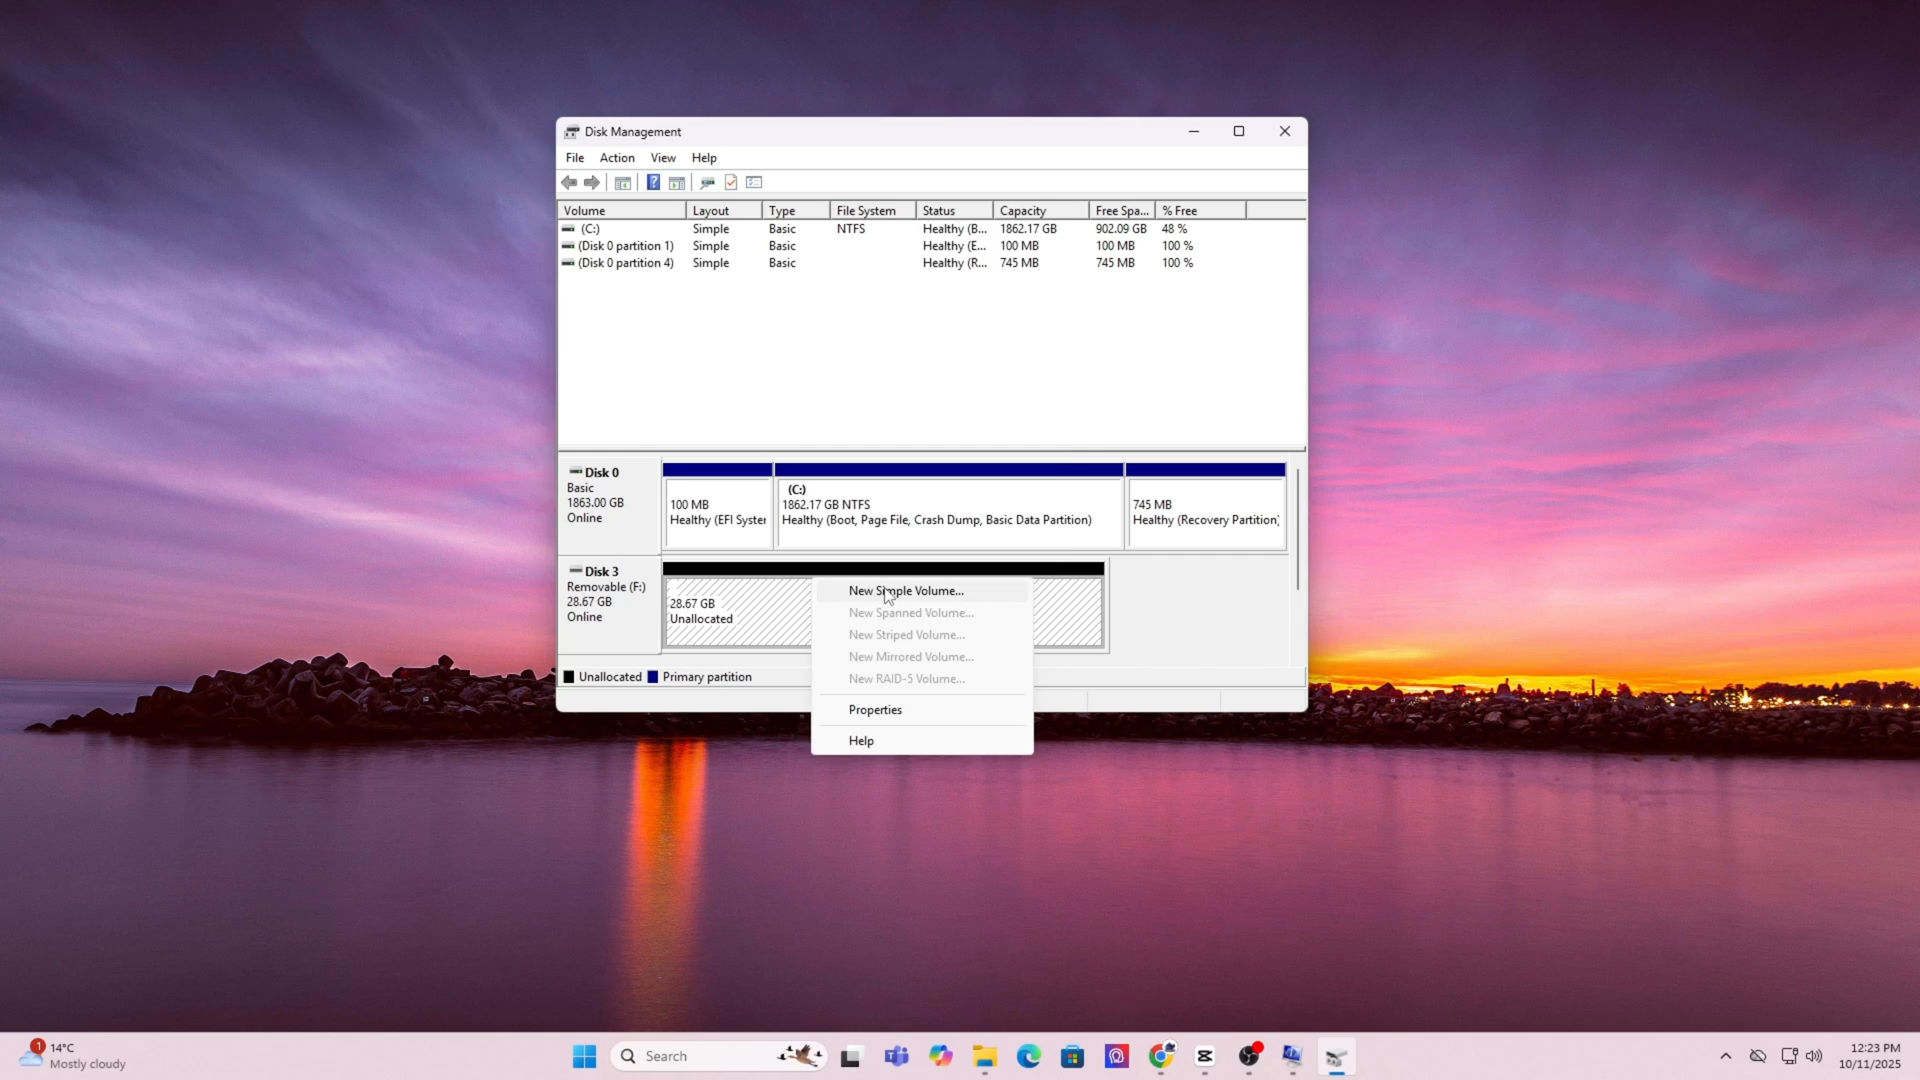 Disk Management
File Action View Help
Volume Layout Type File System Status Capacity Free Spa... % Free
(C:) Simple Basic NTFS Healthy (B... 1862.17 GB 902.09 GB 48 %
(Disk 0 partition 1) Simple Basic Healthy (E... 100 MB 100 MB 100 %
(Disk 0 partition 4) Simple Basic Healthy (R... 745 MB 745 MB 100 %
Disk 0
Basic
1863.00 GB
Online
100 MB
Healthy (EFI System
(C:)
1862.17 GB NTFS
Healthy (Boot, Page File, Crash Dump, Basic Data Partition)
745 MB
Healthy (Recovery Partition)
Disk 3
Removable (F:)
28.67 GB
Online
28.67 GB
Unallocated
New Simple Volume...
New Spanned Volume...
New Striped Volume...
New Mirrored Volume...
New RAID-5 Volume...
Properties
Help
Unallocated Primary partition
1
14°C
Mostly cloudy
Search
12:23 PM
10/11/2025